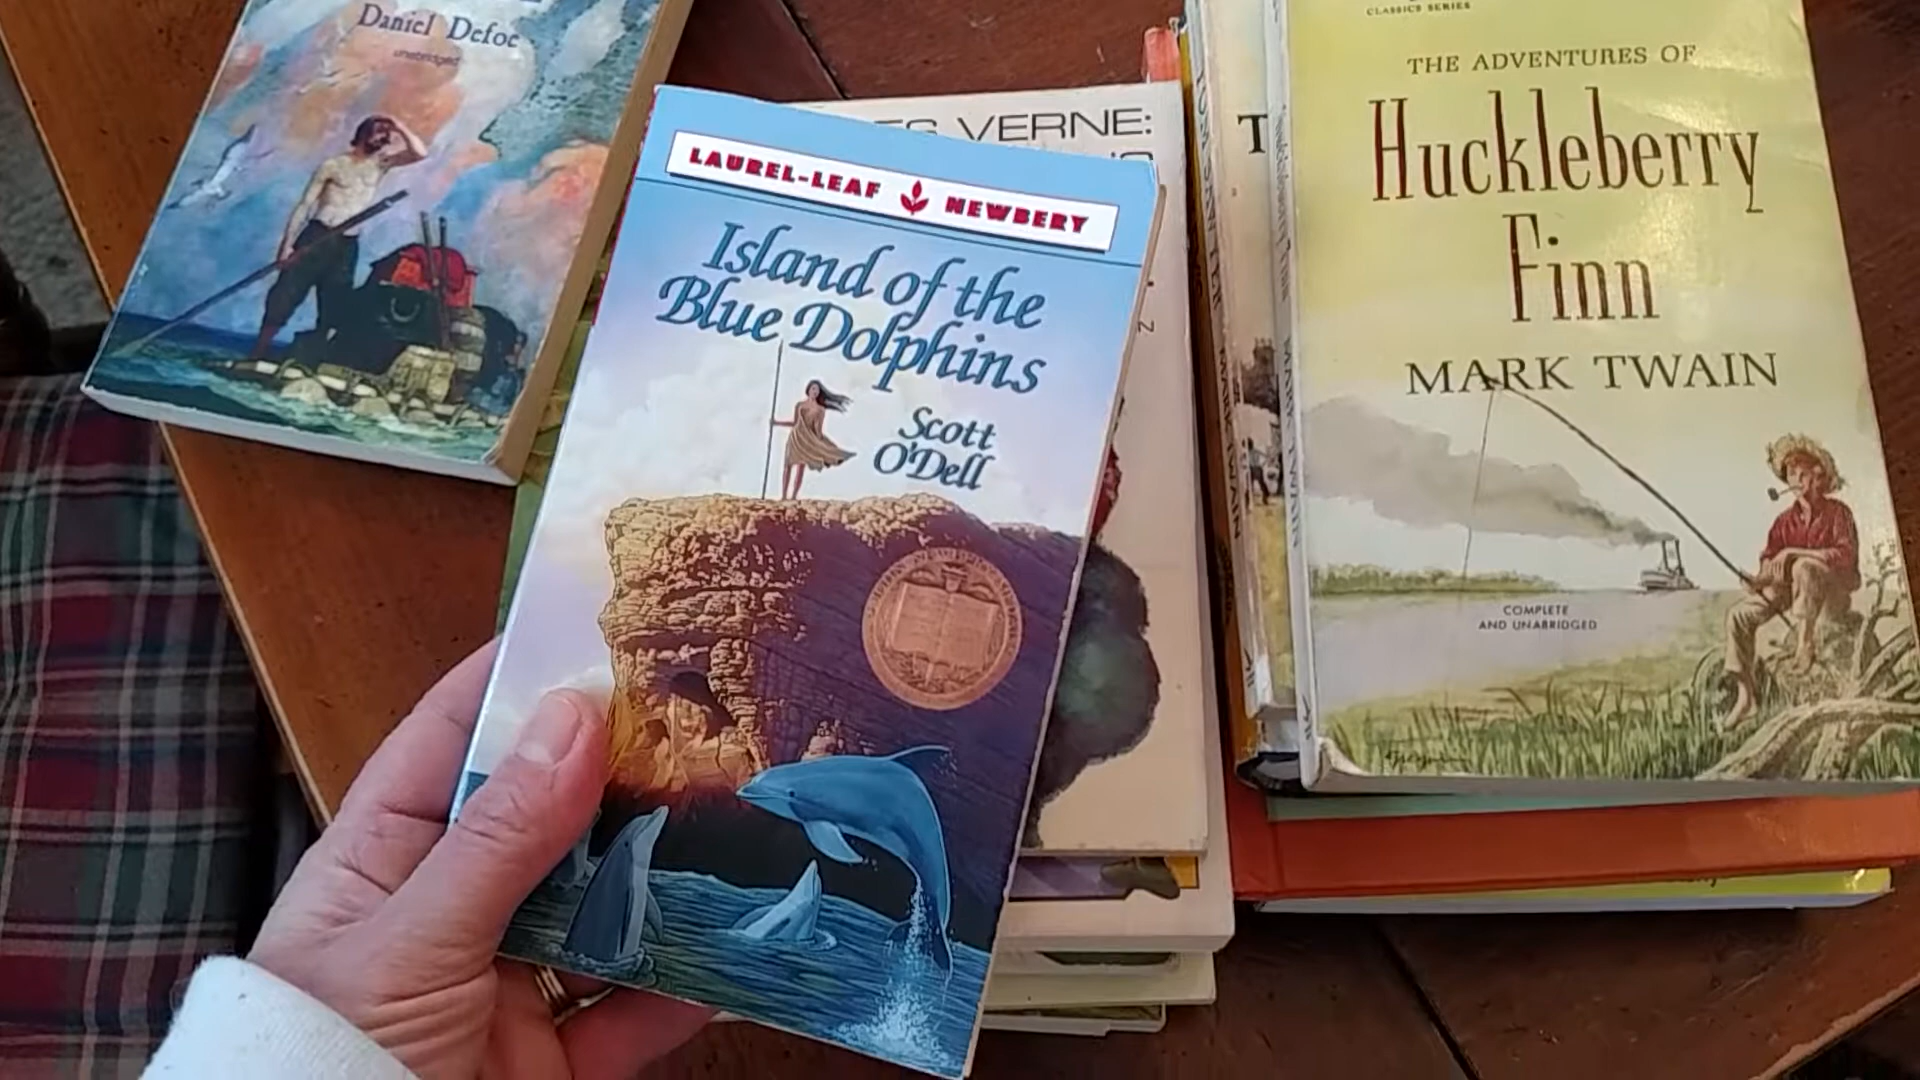 Daniel Defoe
unabridged
VERNE:
LAUREL-LEAF NEWBERY
Island of the
Blue Dolphins
Scott
O'Dell
T
CLASSICS SERIES
THE ADVENTURES OF
Huckleberry
Finn
MARK TWAIN
COMPLETE
AND UNABRIDGED